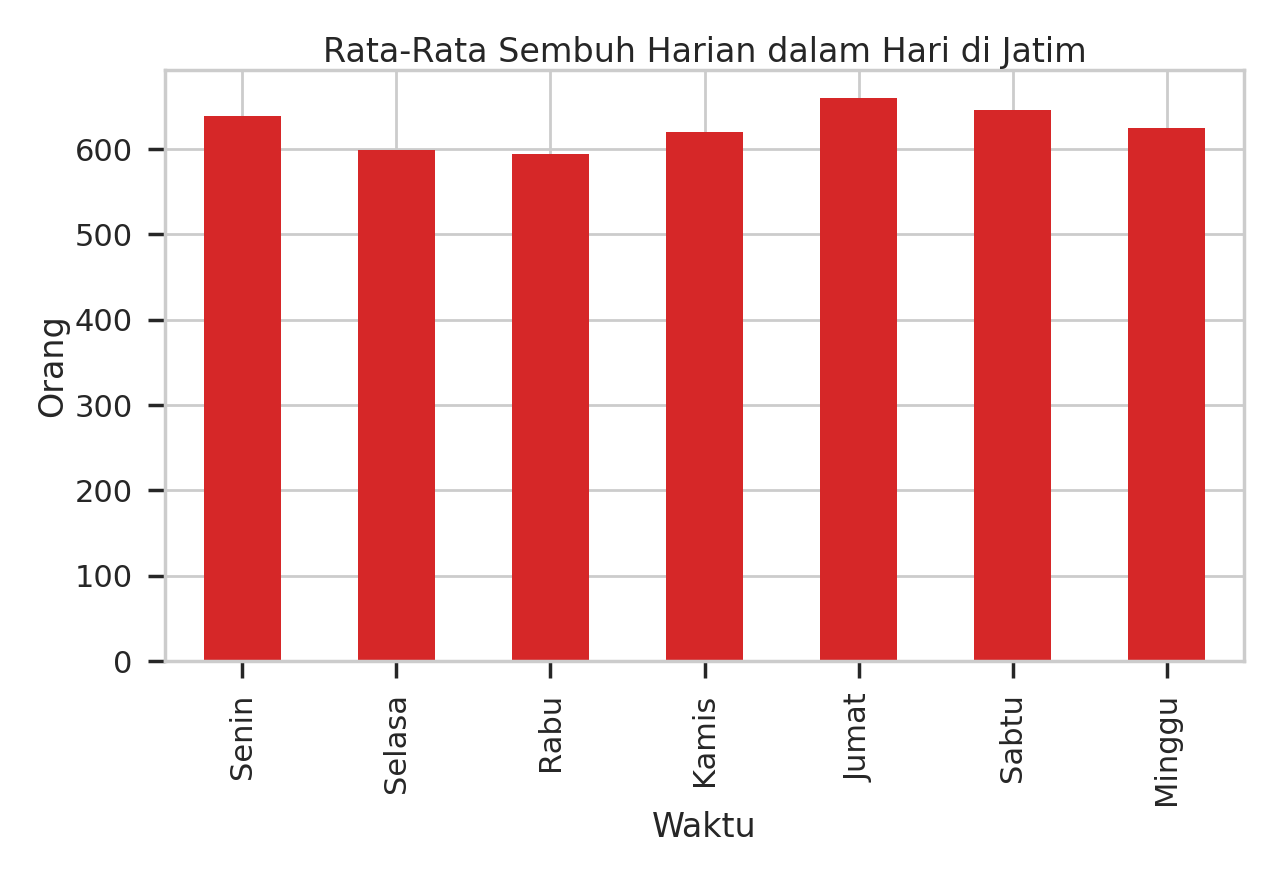 Rata-Rata Sembuh Harian dalam Hari di Jatim
600
500
400
300
200
100
0
Orang
Senin
Selasa
Rabu
Kamis
Jumat
Sabtu
Minggu
Waktu